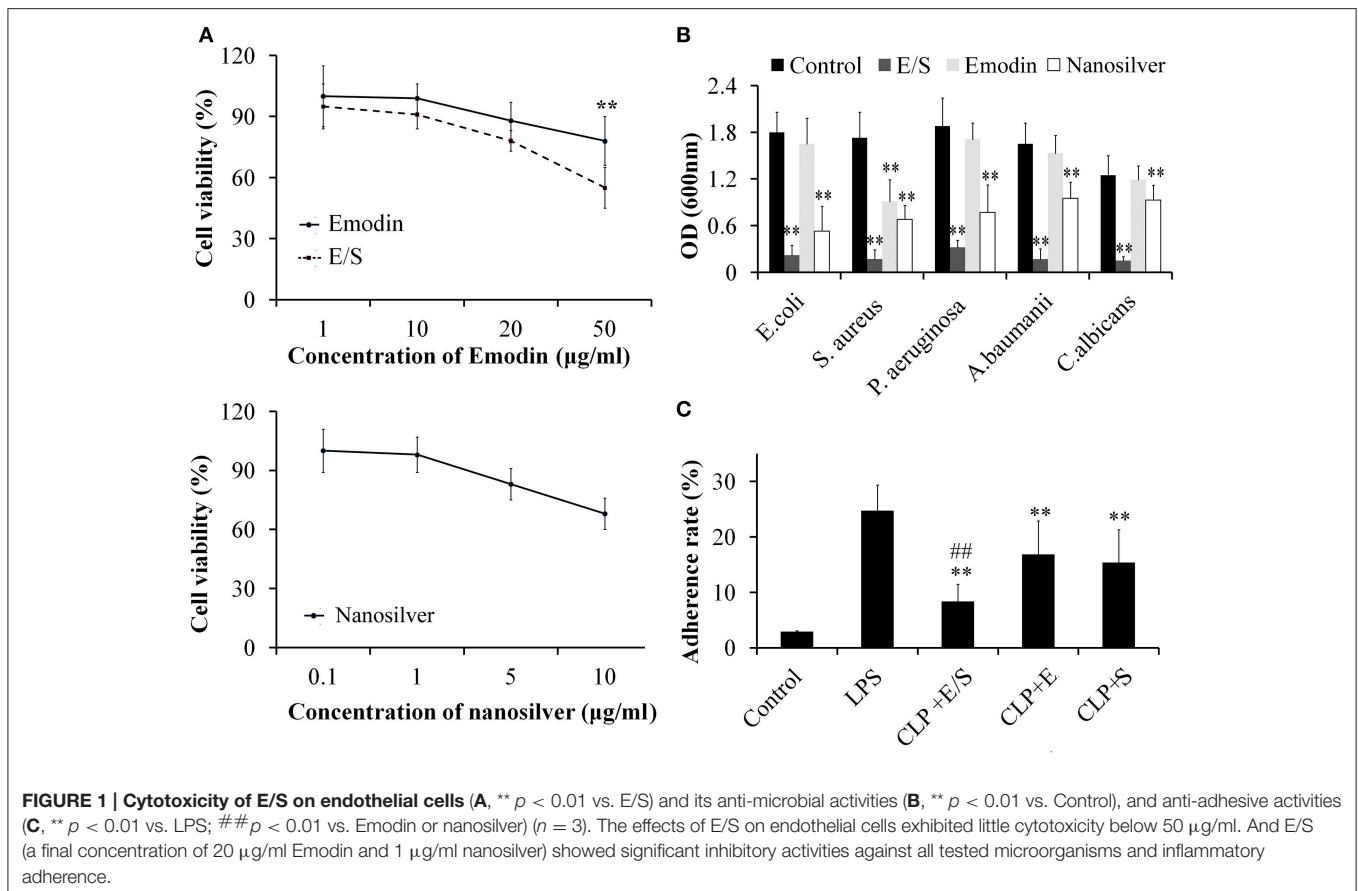 A
120
90
60
30
0
Cell viability (%)
**
Emodin
E/S
1 10 20 50
Concentration of Emodin (µg/ml)
120
90
60
30
0
Cell viability (%)
Nanosilver
0.1 1 5 10
Concentration of nanosilver (µg/ml)
B
Control E/S Emodin Nanosilver
2.4
1.8
1.2
0.6
0
OD (600nm)
** ** ** ** ** ** ** ** ** ** **
E.coli S. aureus P. aeruginosa A.baumanii C.albicans
C
30
20
10
0
Adherence rate (%)
##
** ** **
Control LPS CLP +E/S CLP+E CLP+S
FIGURE 1 | Cytotoxicity of E/S on endothelial cells (A, ** p < 0.01 vs. E/S) and its anti-microbial activities (B, ** p < 0.01 vs. Control), and anti-adhesive activities
(C, ** p < 0.01 vs. LPS; ##p < 0.01 vs. Emodin or nanosilver) (n = 3). The effects of E/S on endothelial cells exhibited little cytotoxicity below 50 µg/ml. And E/S
(a final concentration of 20 µg/ml Emodin and 1 µg/ml nanosilver) showed significant inhibitory activities against all tested microorganisms and inflammatory
adherence.